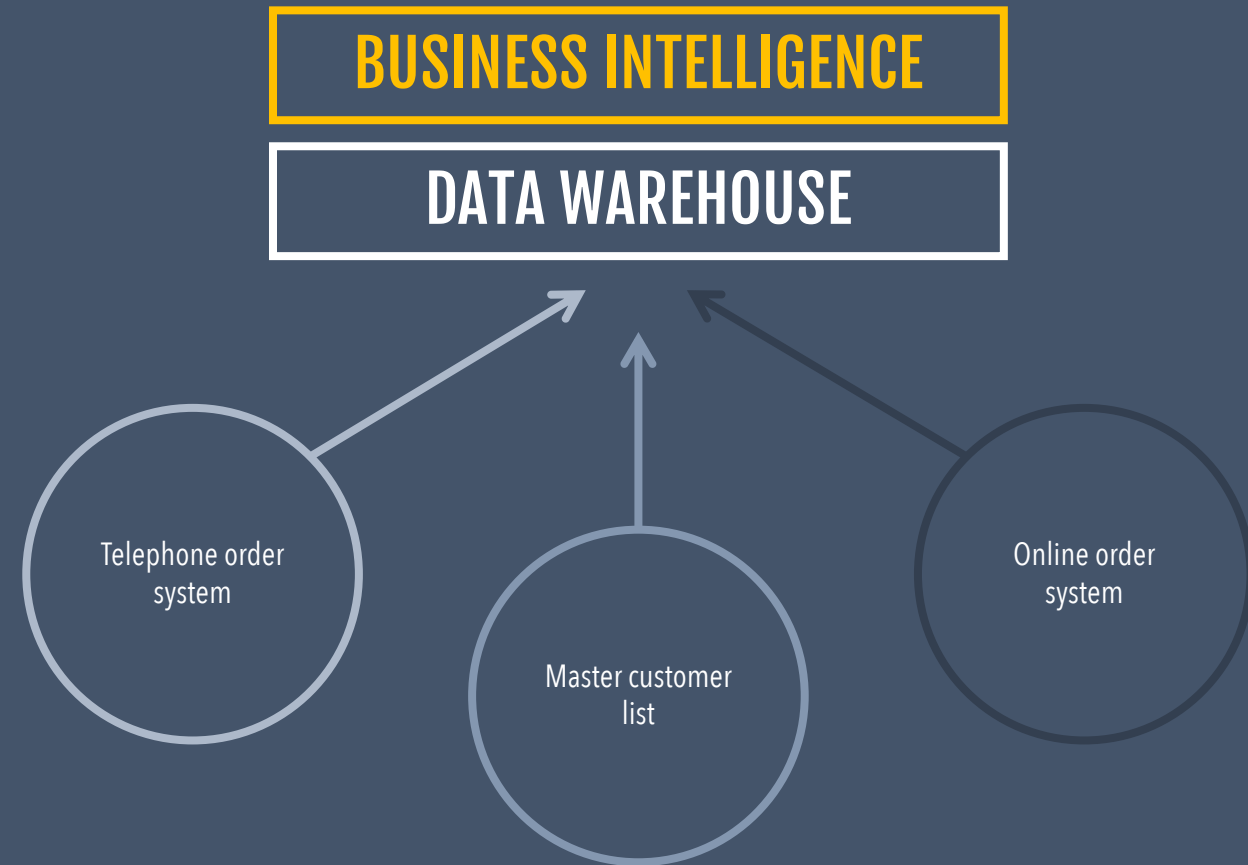 BUSINESS INTELLIGENCE
DATA WAREHOUSE
Telephone order
system
Master customer
list
Online order
system